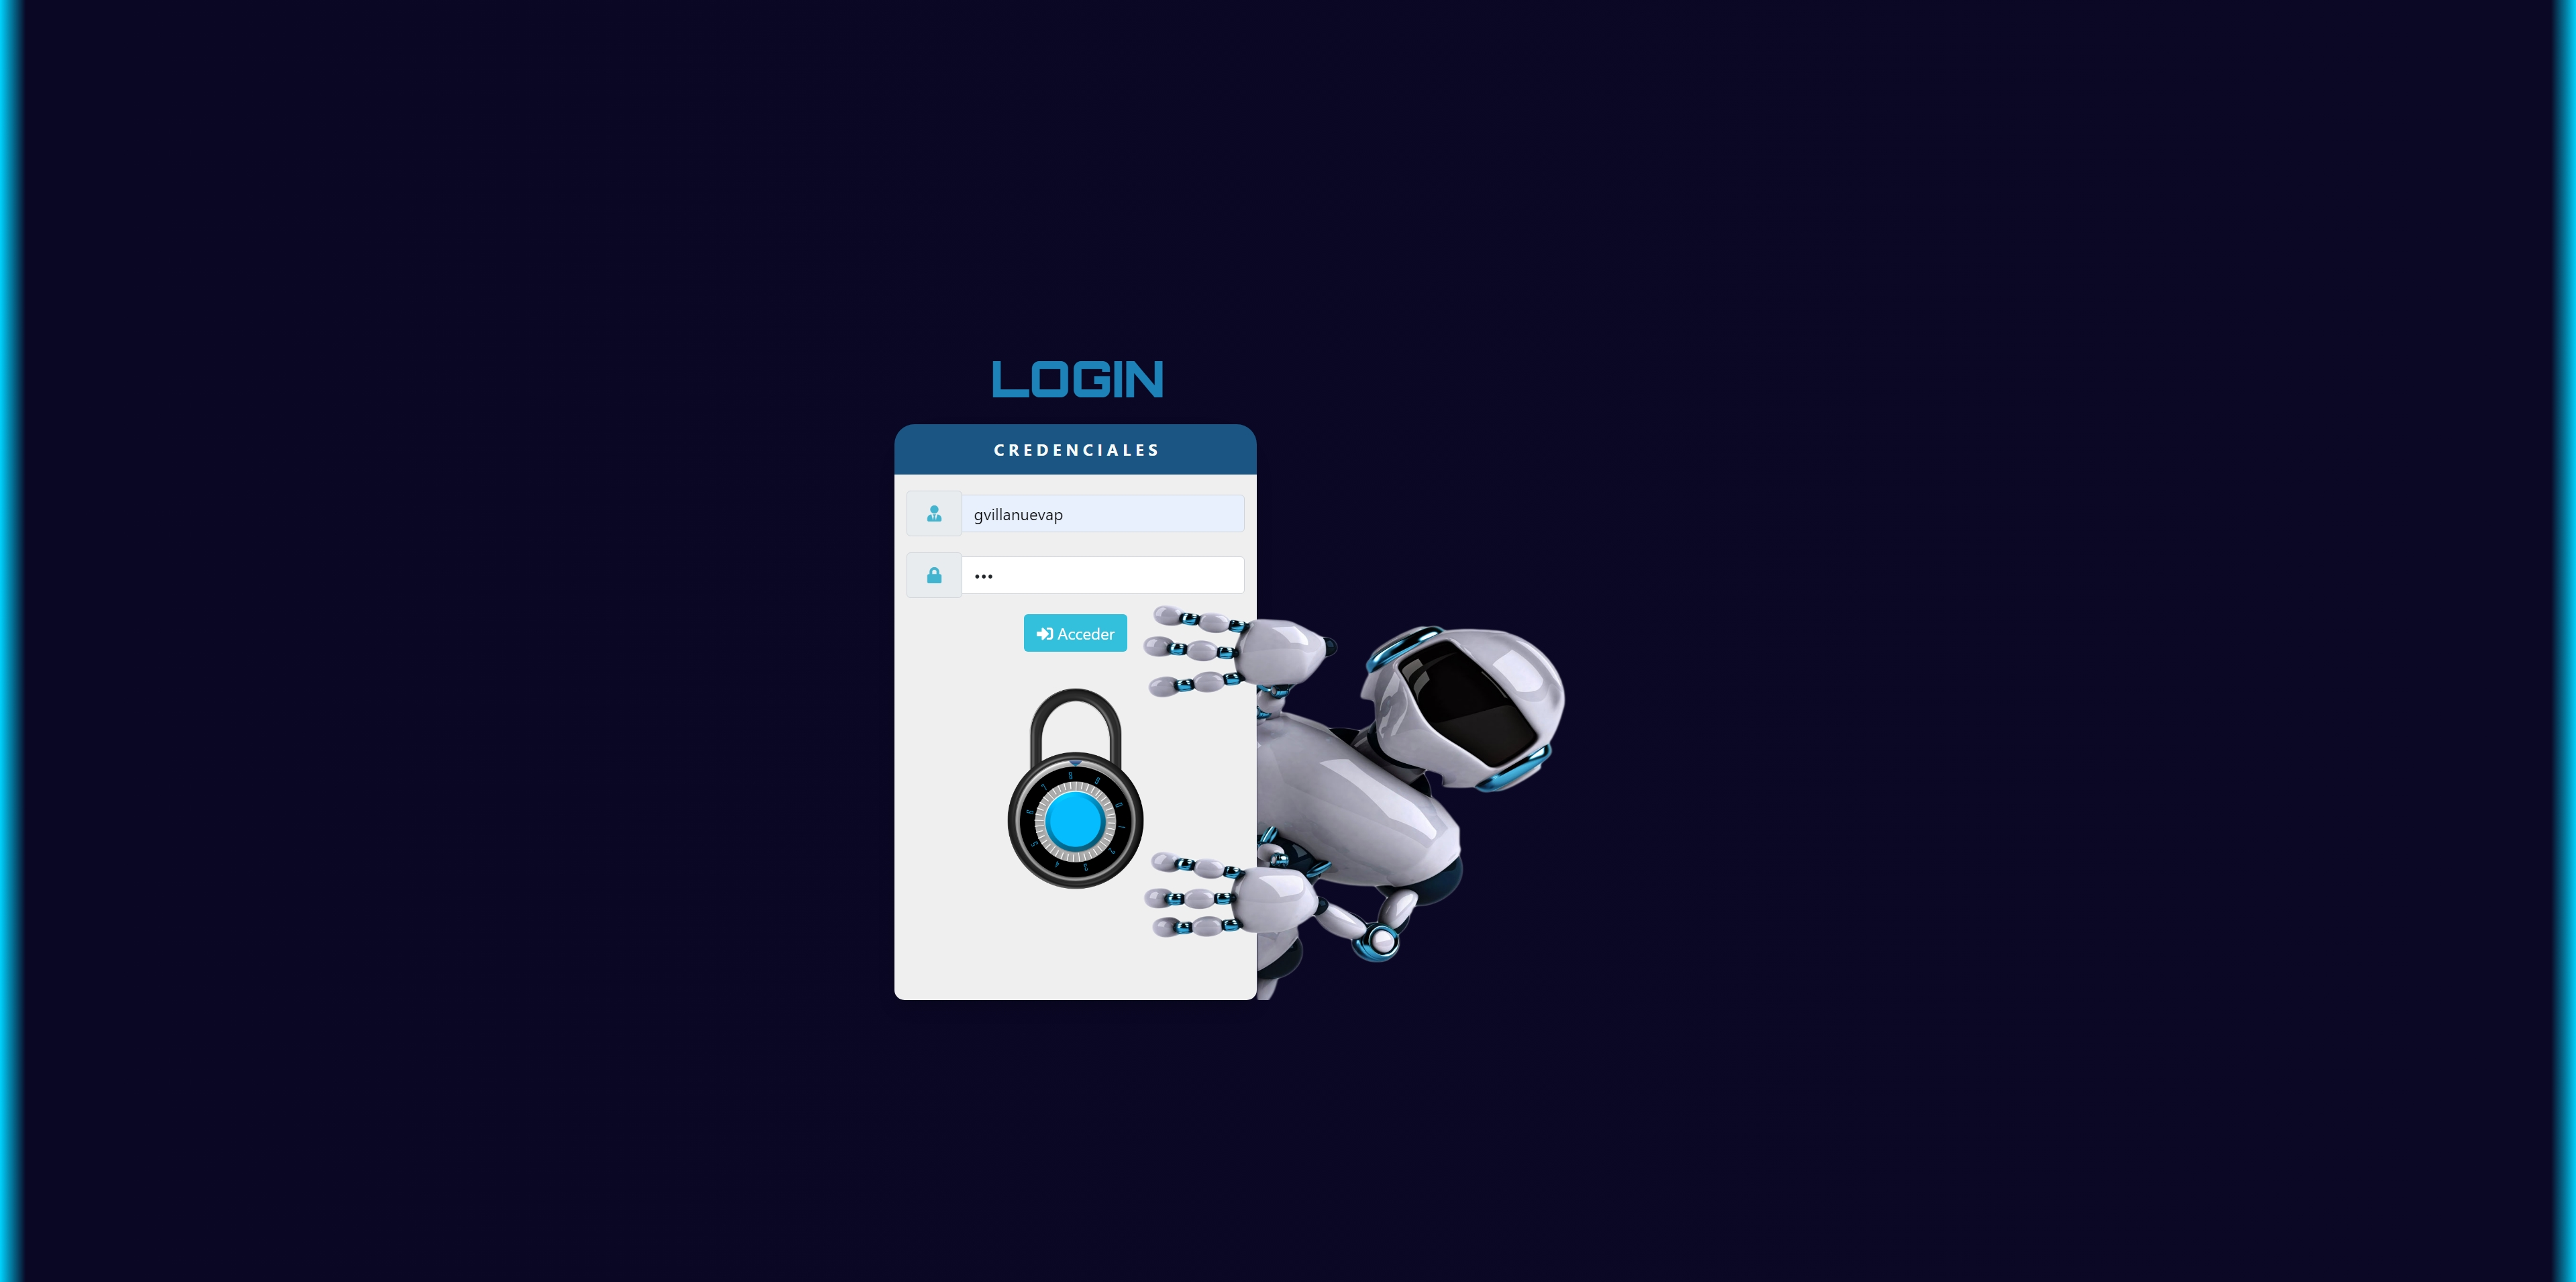 LOGIN
CREDENCIALES
gvillanuevap
•••
Acceder